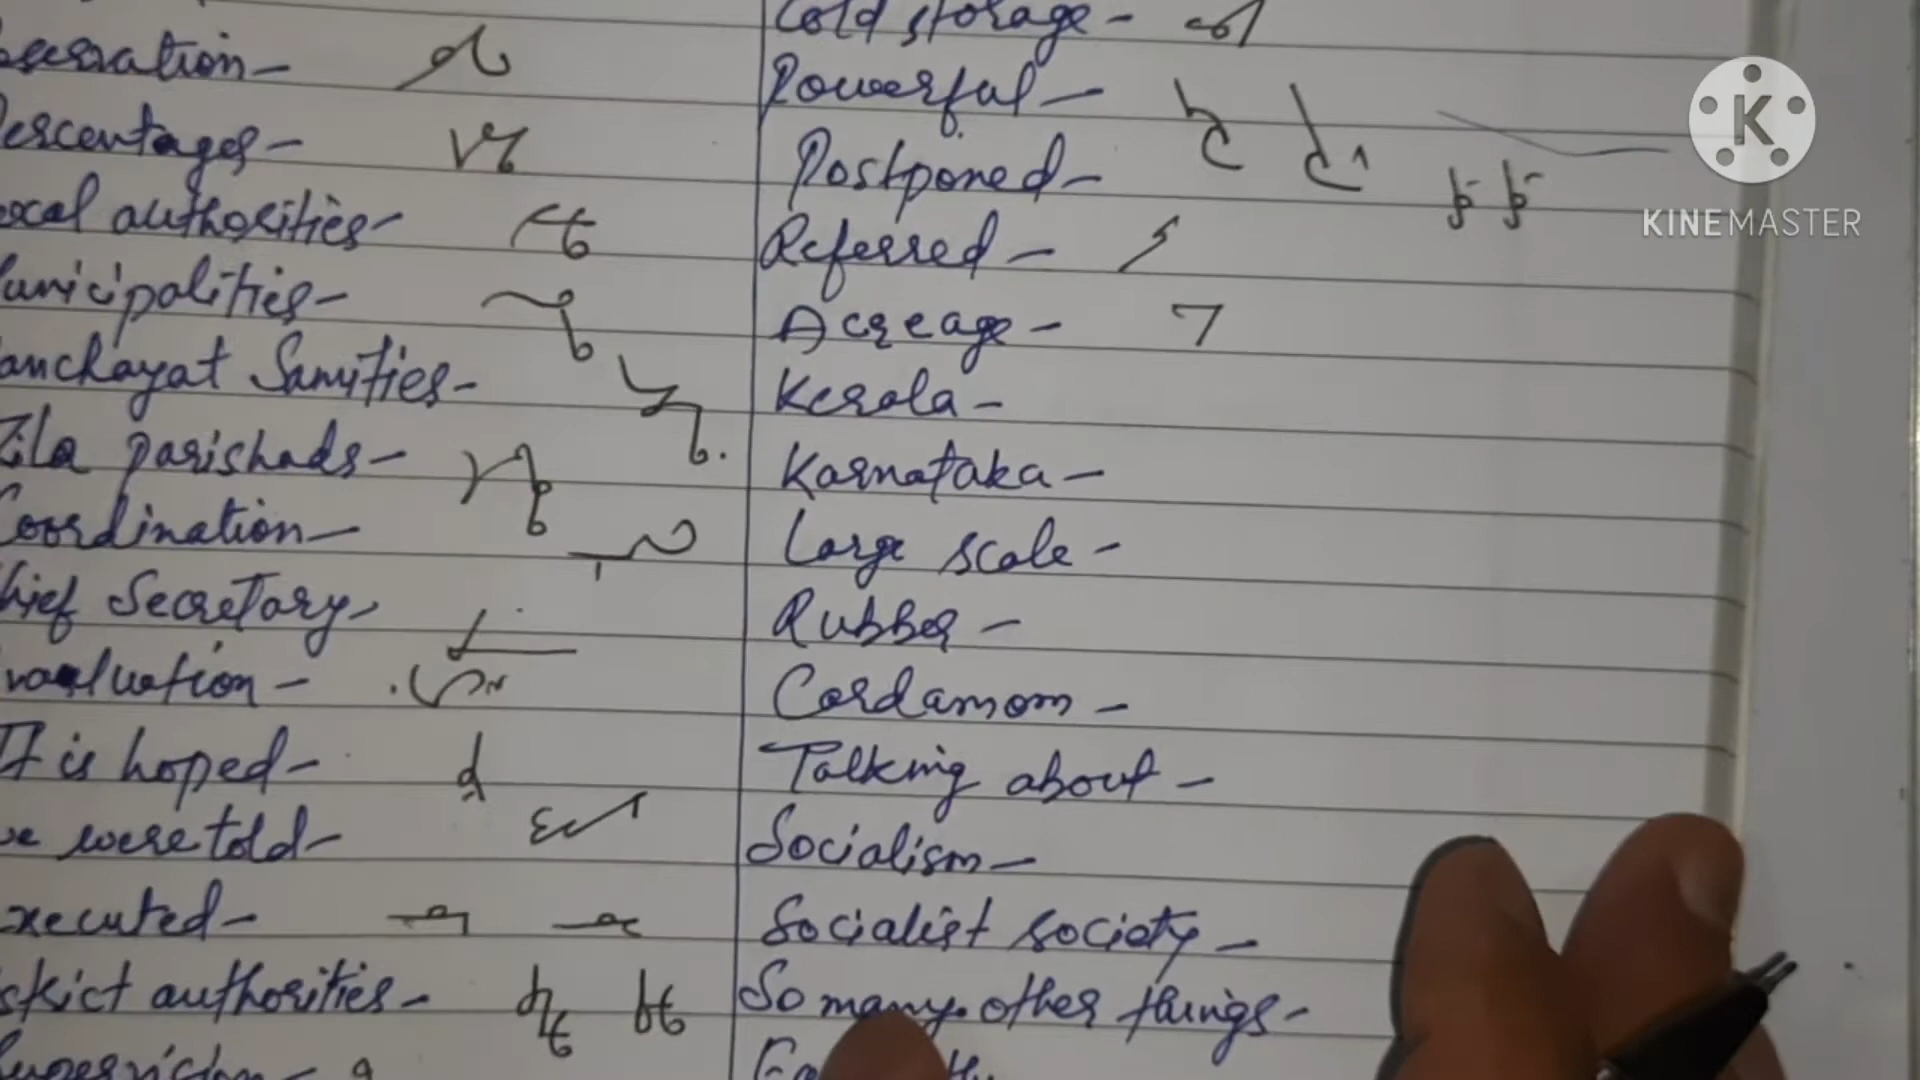 Percentages-
Local authorities-
Municipalities-
Panchayat Samities-
Zila parishads-
Coordination-
Chief Secretary-
Evaluation-
It is hoped-
we were told-
Executed-
District authorities-
Supervision-
Cold storage-
Powerful-
Postponed-
Referred-
Acreage-
Kerala-
Karnataka-
Large scale-
Rubber-
Cardamom-
Talking about-
Socialism-
Socialist society-
So many other things-
KINEMASTER